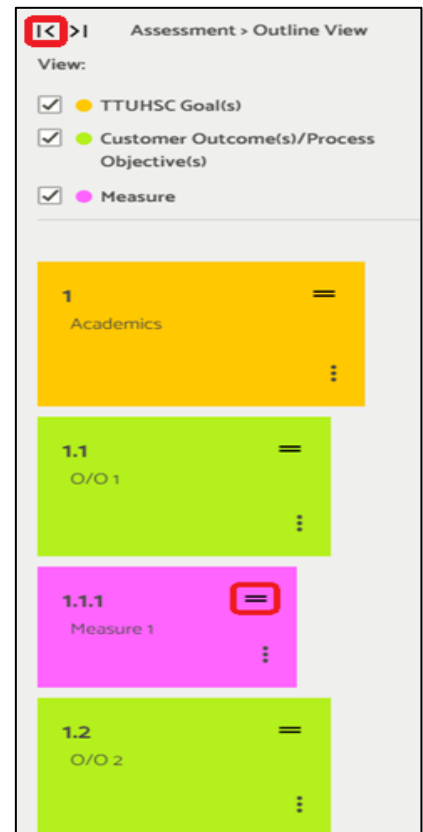 Assessment > Outline View
View:
TTUHSC Goal(s)
Customer Outcome(s)/Process
Objective(s)
Measure
1
Academics
1.1
O/O 1
1.1.1
Measure 1
1.2
O/O 2